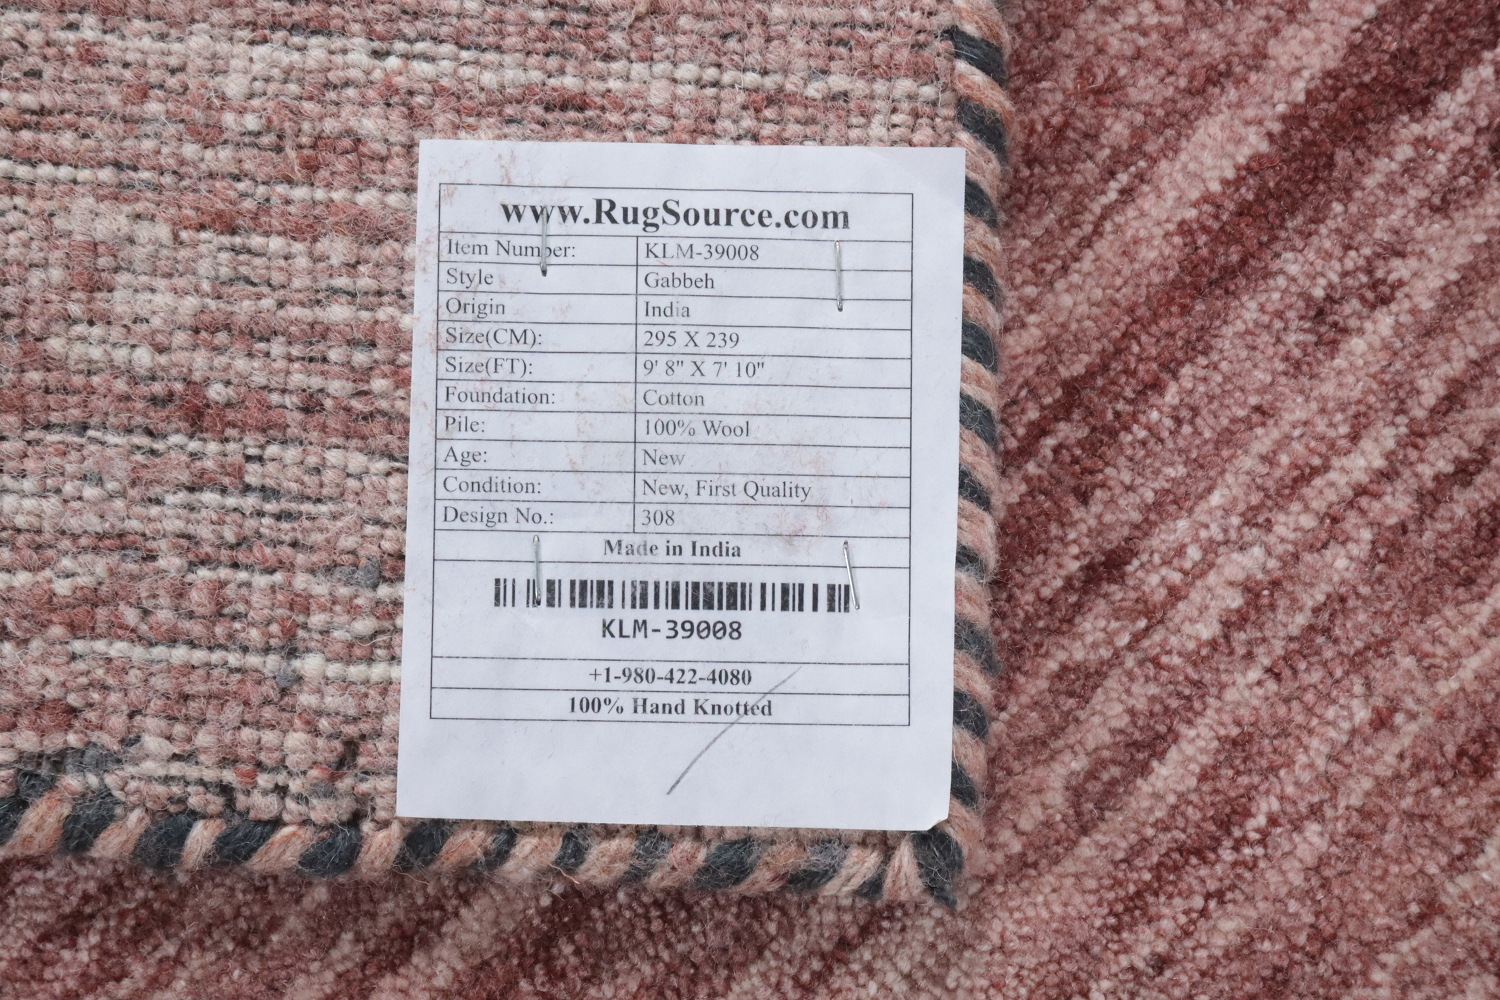 www.RugSource.com
Item Number: KLM-39008
Style Gabbeh
Origin India
Size(CM): 295 X 239
Size(FT): 9' 8" X 7' 10"
Foundation: Cotton
Pile: 100% Wool
Age: New
Condition: New, First Quality
Design No.: 308
Made in India
KLM-39008
+1-980-422-4080
100% Hand Knotted